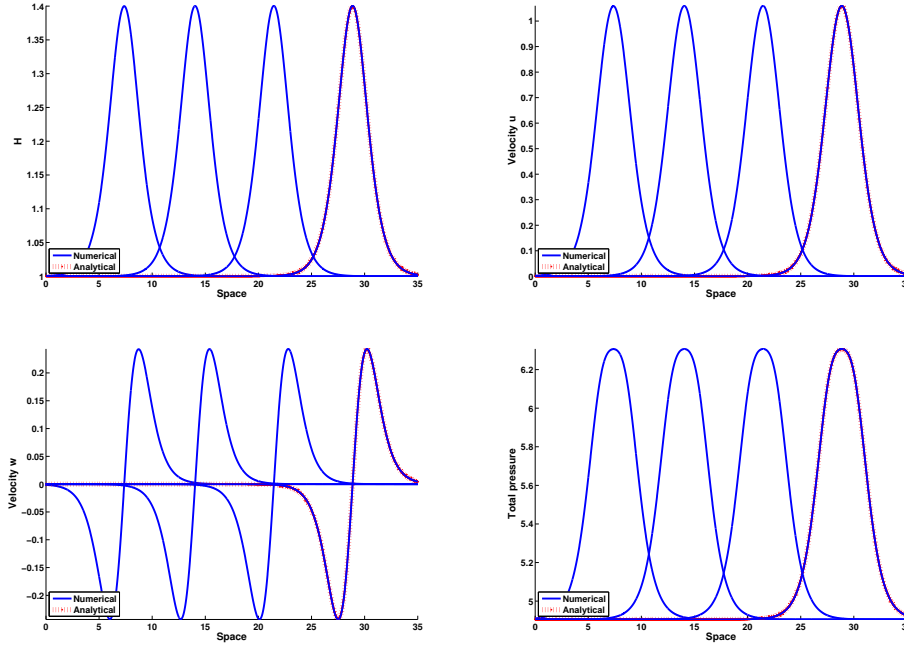 1.4
1.35
1.3
1.25
1.2
1.15
1.1
1.05
1
H
Numerical
Analytical
0 5 10 15 20 25 30 35
Space
1
0.9
0.8
0.7
0.6
0.5
0.4
0.3
0.2
0.1
0
Velocity u
Numerical
Analytical
0 5 10 15 20 25 30 35
Space
0.2
0.15
0.1
0.05
0
−0.05
−0.1
−0.15
−0.2
Velocity w
Numerical
Analytical
0 5 10 15 20 25 30 35
Space
6.2
6
5.8
5.6
5.4
5.2
5
Total pressure
Numerical
Analytical
0 5 10 15 20 25 30 35
Space